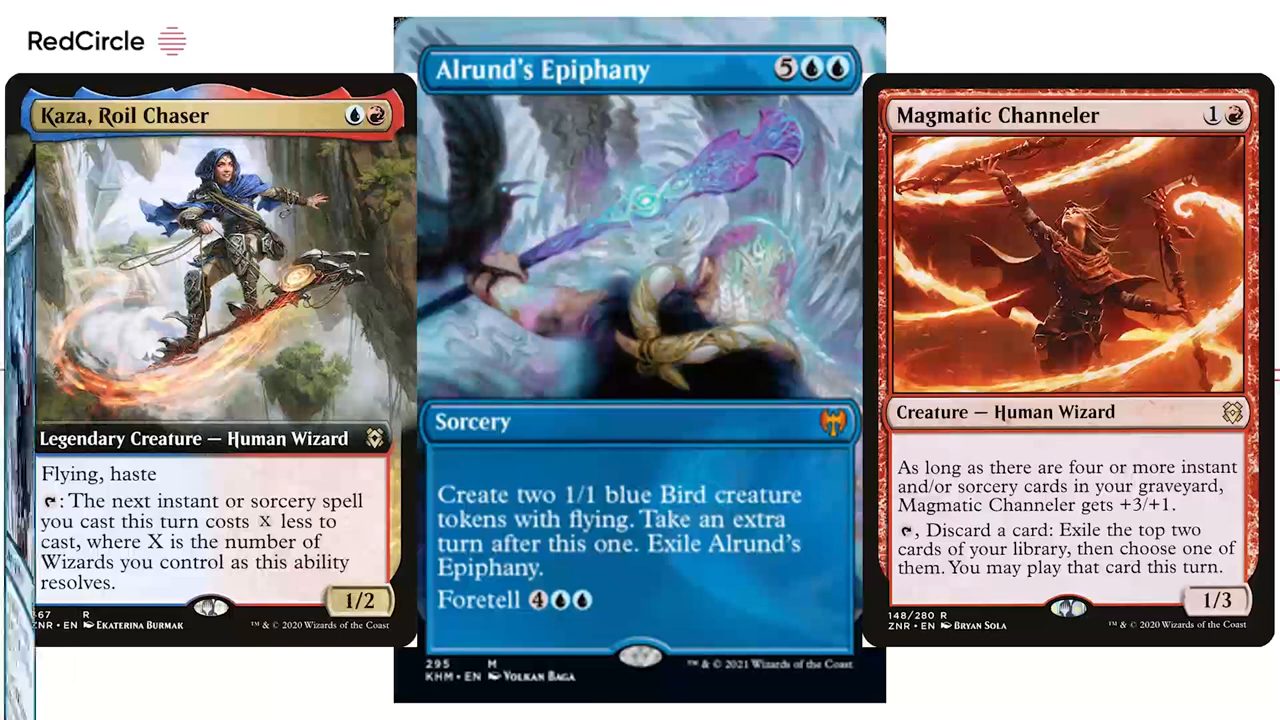 RedCircle
Kaza, Roil Chaser
Legendary Creature — Human Wizard
Flying, haste
: The next instant or sorcery spell
you cast this turn costs X less to
cast, where X is the number of
Wizards you control as this ability
resolves.
1/2
67 R
ZNR • EN Ekaterina Burmak
™ & © 2020 Wizards of the Coast
Alrund's Epiphany
5
Sorcery
Create two 1/1 blue Bird creature
tokens with flying. Take an extra
turn after this one. Exile Alrund's
Epiphany.
Foretell 4
295 M
KHM • EN Volkan Baga
™ & © 2021 Wizards of the Coast
Magmatic Channeler
1
Creature — Human Wizard
As long as there are four or more instant
and/or sorcery cards in your graveyard,
Magmatic Channeler gets +3/+1.
, Discard a card: Exile the top two
cards of your library, then choose one of
them. You may play that card this turn.
1/3
148/280 R
ZNR • EN Bryan Sola
™ & © 2020 Wizards of the Coast